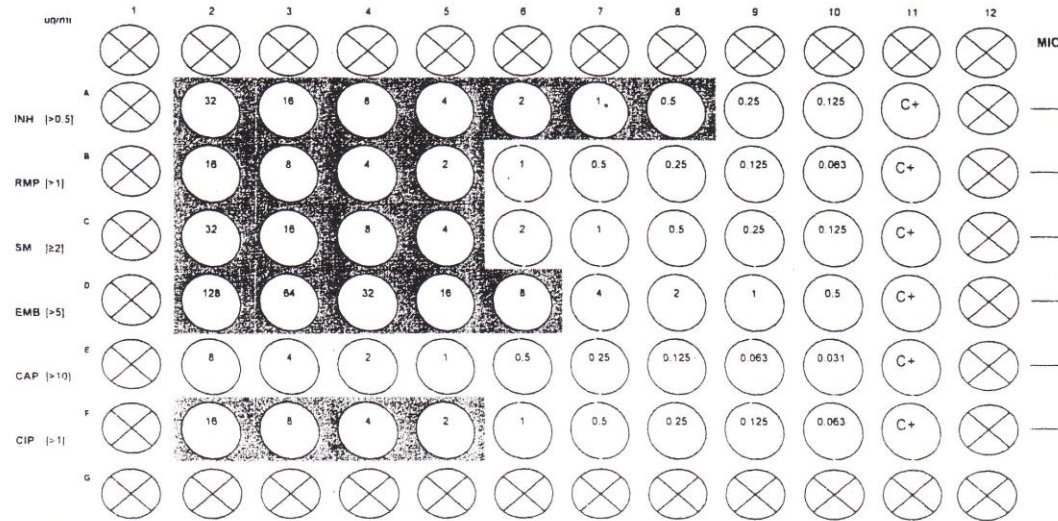 ug/ml 1 2 3 4 5 6 7 8 9 10 11 12
MIC
A
INH [>0.5] 32 16 8 4 2 1 0.5 0.25 0.125 C+
B
RMP [>1] 16 8 4 2 1 0.5 0.25 0.125 0.063 C+
C
SM [≥2] 32 16 8 4 2 1 0.5 0.25 0.125 C+
D
EMB [>5] 128 64 32 16 8 4 2 1 0.5 C+
E
CAP [>10] 8 4 2 1 0.5 0.25 0.125 0.063 0.031 C+
F
CIP [>1] 16 8 4 2 1 0.5 0.25 0.125 0.063 C+
G